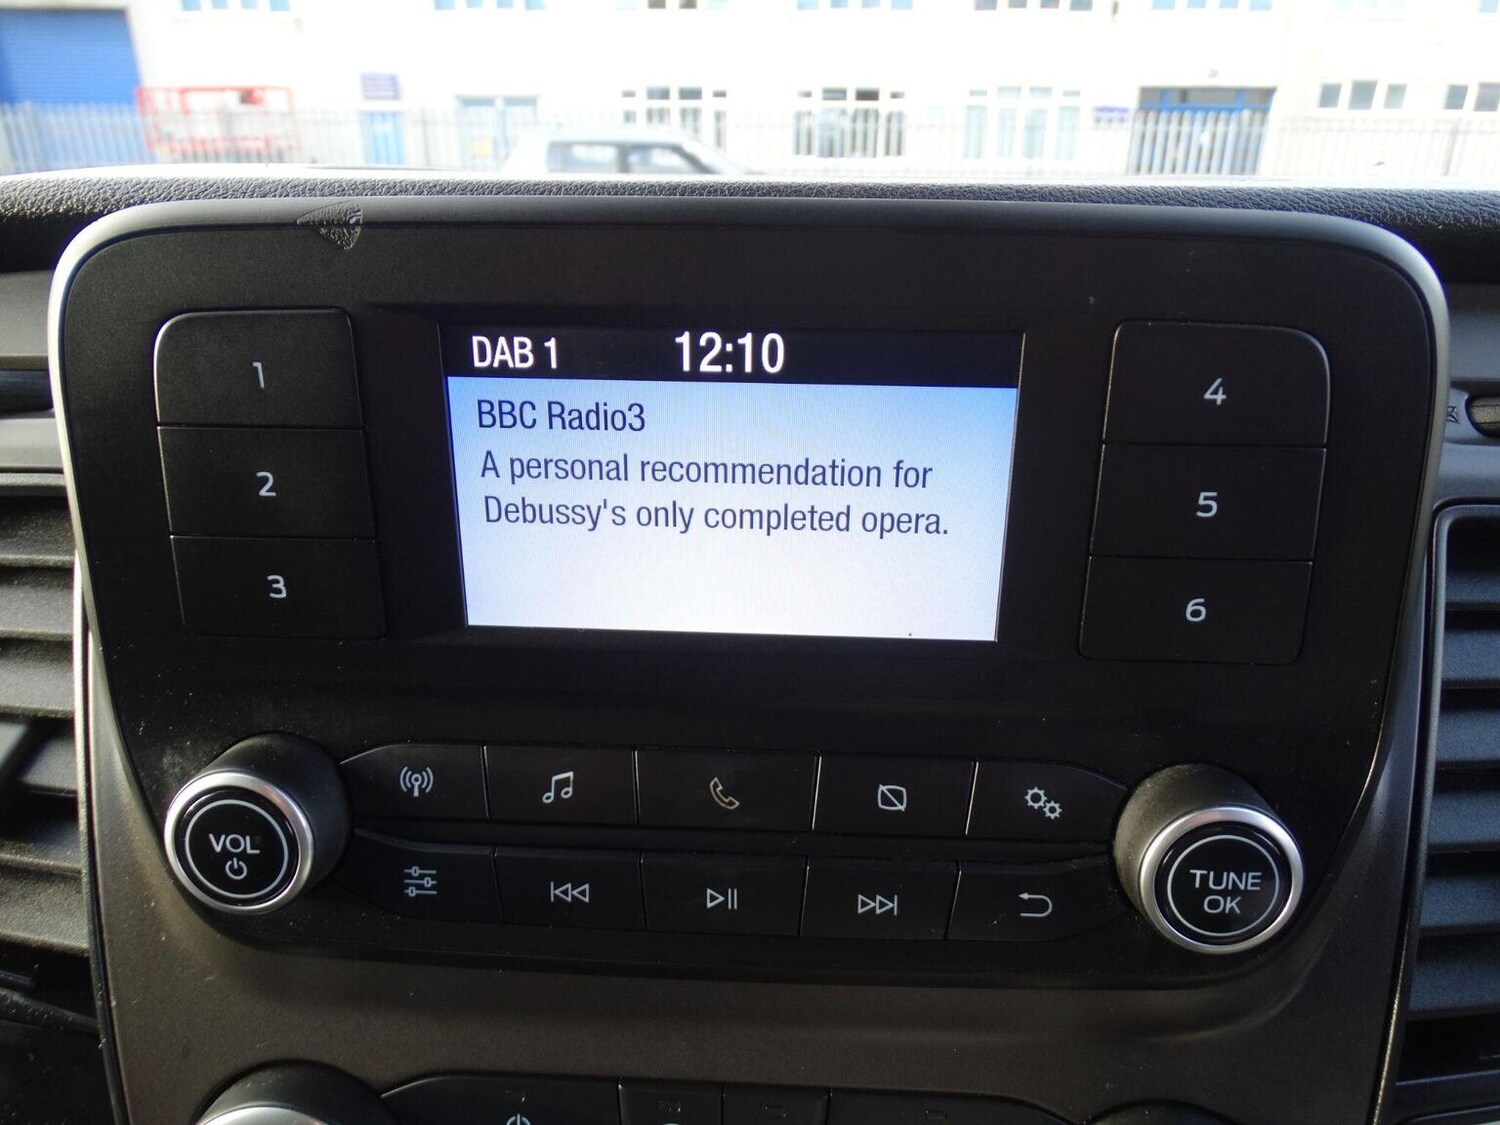 DAB 1 12:10
BBC Radio3
A personal recommendation for
Debussy's only completed opera.
1
2
3
4
5
6
VOL
TUNE
OK